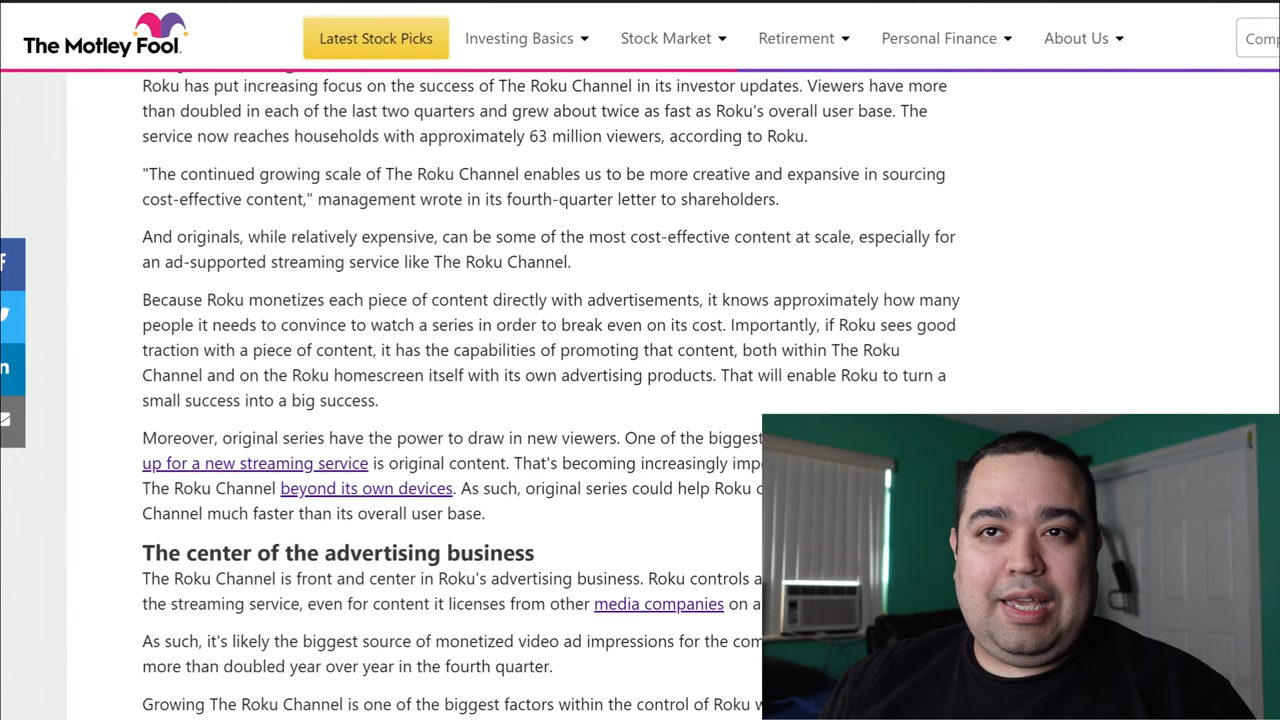 The Motley Fool.
Latest Stock Picks
Investing Basics
Stock Market
Retirement
Personal Finance
About Us
Comp
Roku has put increasing focus on the success of The Roku Channel in its investor updates. Viewers have more
than doubled in each of the last two quarters and grew about twice as fast as Roku's overall user base. The
service now reaches households with approximately 63 million viewers, according to Roku.
"The continued growing scale of The Roku Channel enables us to be more creative and expansive in sourcing
cost-effective content," management wrote in its fourth-quarter letter to shareholders.
And originals, while relatively expensive, can be some of the most cost-effective content at scale, especially for
an ad-supported streaming service like The Roku Channel.
Because Roku monetizes each piece of content directly with advertisements, it knows approximately how many
people it needs to convince to watch a series in order to break even on its cost. Importantly, if Roku sees good
traction with a piece of content, it has the capabilities of promoting that content, both within The Roku
Channel and on the Roku homescreen itself with its own advertising products. That will enable Roku to turn a
small success into a big success.
Moreover, original series have the power to draw in new viewers. One of the biggest
up for a new streaming service is original content. That's becoming increasingly imp
The Roku Channel beyond its own devices. As such, original series could help Roku
Channel much faster than its overall user base.
The center of the advertising business
The Roku Channel is front and center in Roku's advertising business. Roku controls a
the streaming service, even for content it licenses from other media companies on a
As such, it's likely the biggest source of monetized video ad impressions for the com
more than doubled year over year in the fourth quarter.
Growing The Roku Channel is one of the biggest factors within the control of Roku